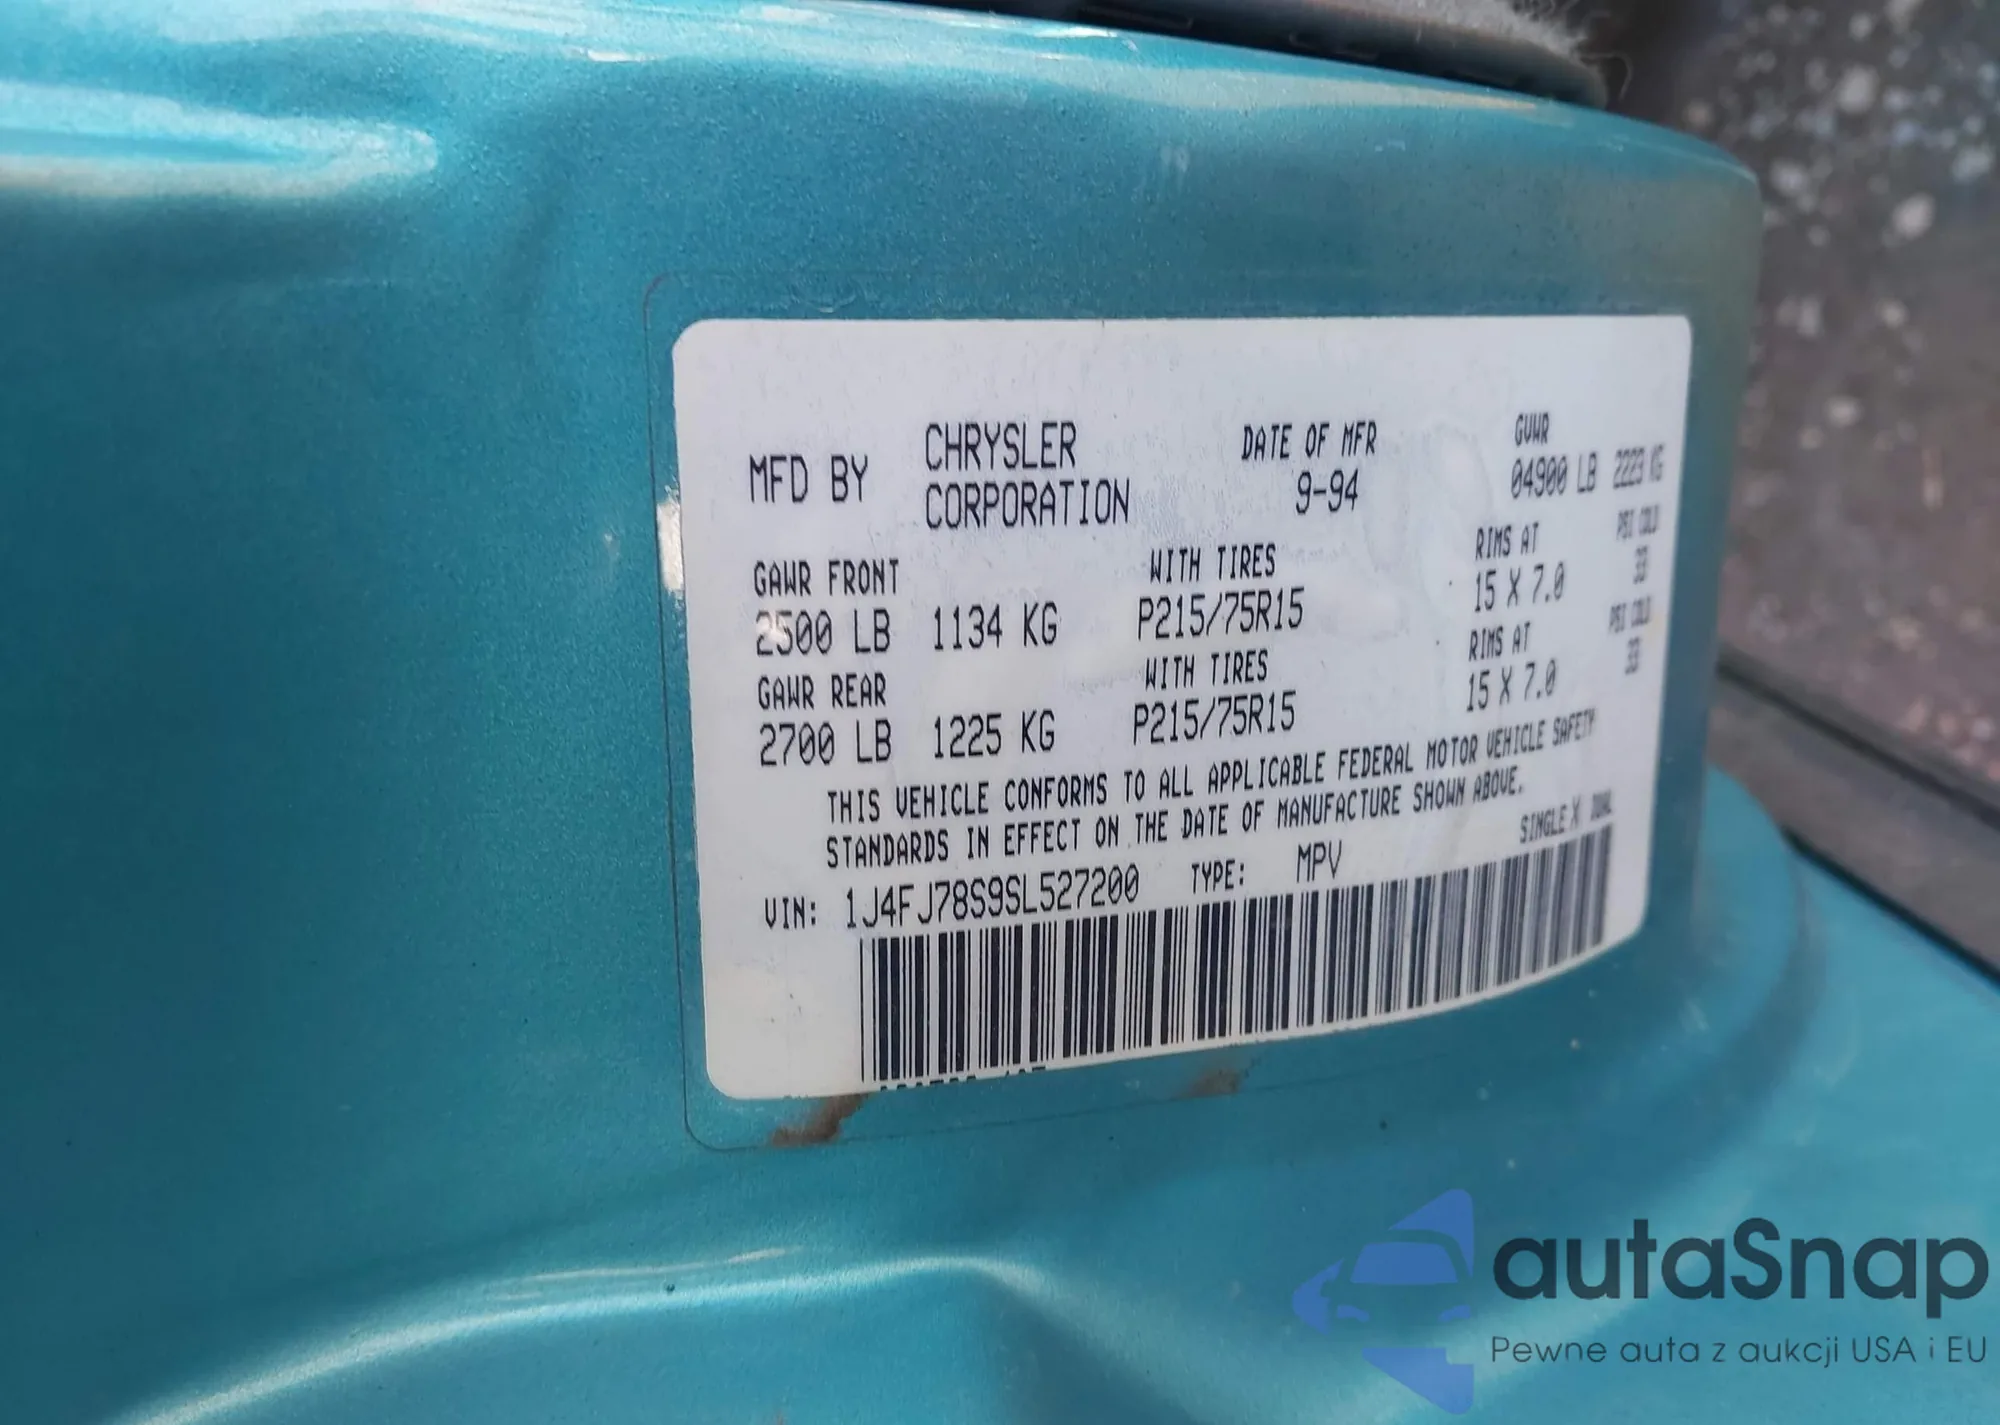 MFD BY CHRYSLER CORPORATION
DATE OF MFR 9-94
GVWR 04900 LB 2223 KG
GAWR FRONT WITH TIRES RIMS AT PSI COLD
2500 LB 1134 KG P215/75R15 15 X 7.0 33
GAWR REAR WITH TIRES RIMS AT PSI COLD
2700 LB 1225 KG P215/75R15 15 X 7.0 33
THIS VEHICLE CONFORMS TO ALL APPLICABLE FEDERAL MOTOR VEHICLE SAFETY
STANDARDS IN EFFECT ON THE DATE OF MANUFACTURE SHOWN ABOVE.
VIN: 1J4FJ78S9SL527200 TYPE: MPV SINGLE X DUAL
autaSnap
Pewne auta z aukcji USA i EU